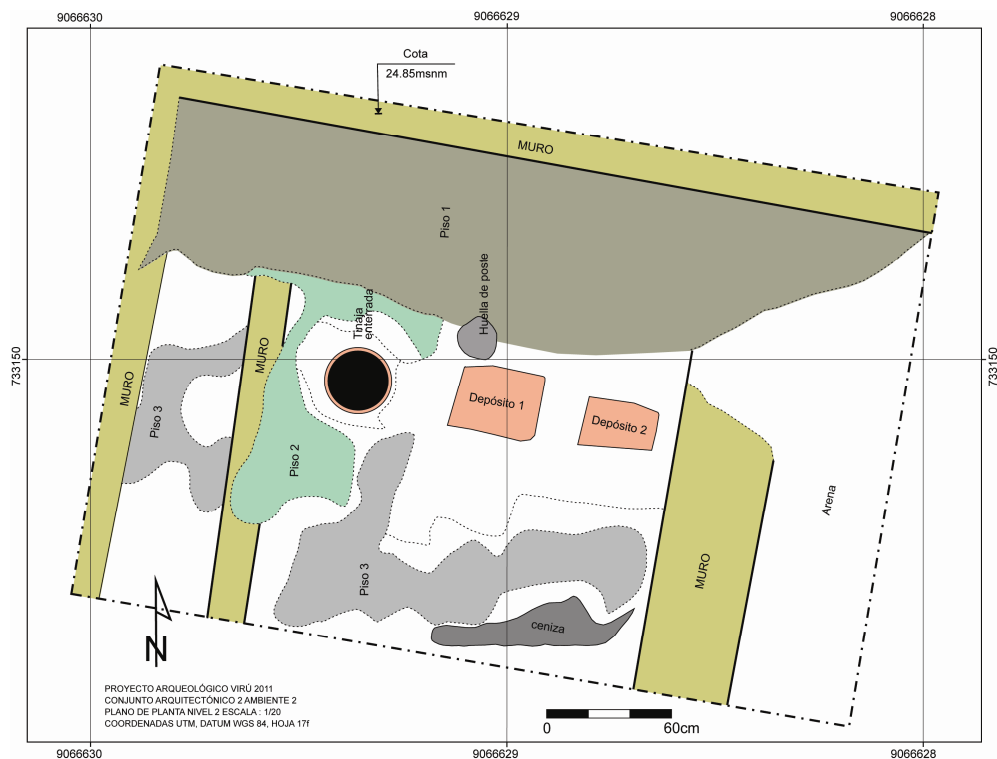 9066630
9066629
9066628
Cota
24.85msnm
MURO
Piso 1
Huella de poste
Tinaja
enterrada
733150
733150
MURO
MURO
Piso 3
Depósito 1
Depósito 2
Piso 2
Arena
MURO
Piso 3
ceniza
N
PROYECTO ARQUEOLÓGICO VIRÚ 2011
CONJUNTO ARQUITECTÓNICO 2 AMBIENTE 2
PLANO DE PLANTA NIVEL 2 ESCALA : 1/20
COORDENADAS UTM, DATUM WGS 84, HOJA 17f
0
60cm
9066630
9066629
9066628